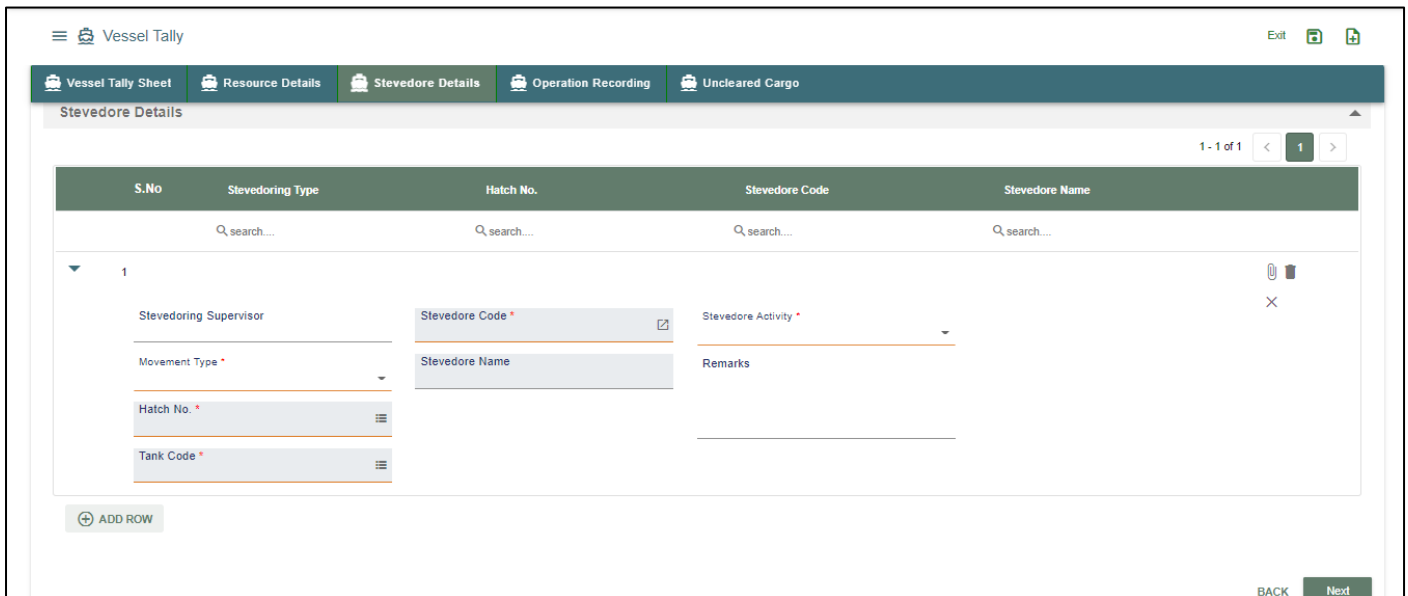 Vessel Tally
Exit
Vessel Tally Sheet Resource Details Stevedore Details Operation Recording Uncleared Cargo
Stevedore Details
1 - 1 of 1 < 1 >
S.No Stevedoring Type Hatch No. Stevedore Code Stevedore Name
search.... search.... search.... search....
1
Stevedoring Supervisor Stevedore Code * Stevedore Activity *
Movement Type * Stevedore Name Remarks
Hatch No. *
Tank Code *
ADD ROW
BACK Next